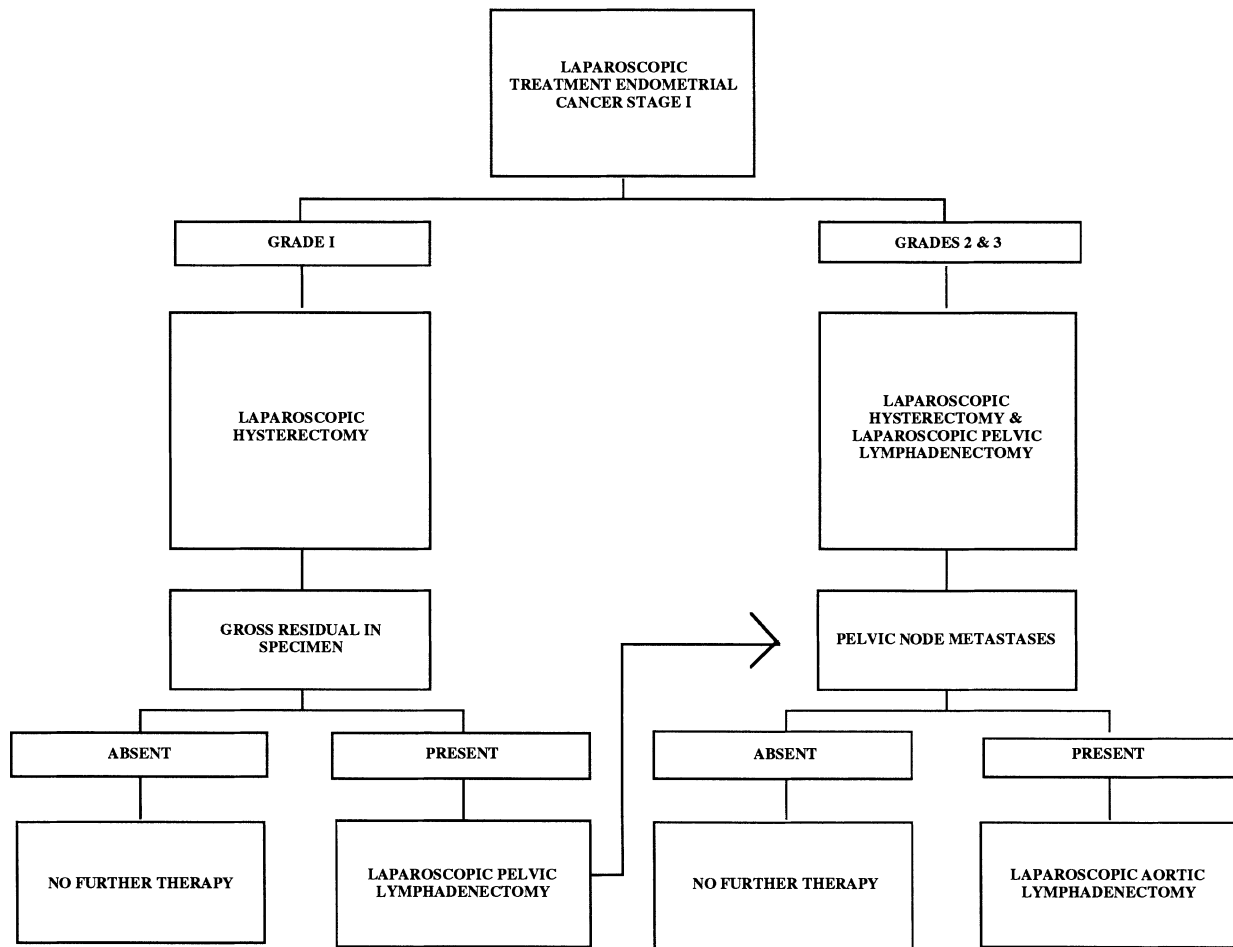 LAPAROSCOPIC
TREATMENT ENDOMETRIAL
CANCER STAGE I
GRADE I
GRADES 2 & 3
LAPAROSCOPIC
HYSTERECTOMY
LAPAROSCOPIC
HYSTERECTOMY &
LAPAROSCOPIC PELVIC
LYMPHADENECTOMY
GROSS RESIDUAL IN
SPECIMEN
PELVIC NODE METASTASES
ABSENT
PRESENT
ABSENT
PRESENT
NO FURTHER THERAPY
LAPAROSCOPIC PELVIC
LYMPHADENECTOMY
NO FURTHER THERAPY
LAPAROSCOPIC AORTIC
LYMPHADENECTOMY